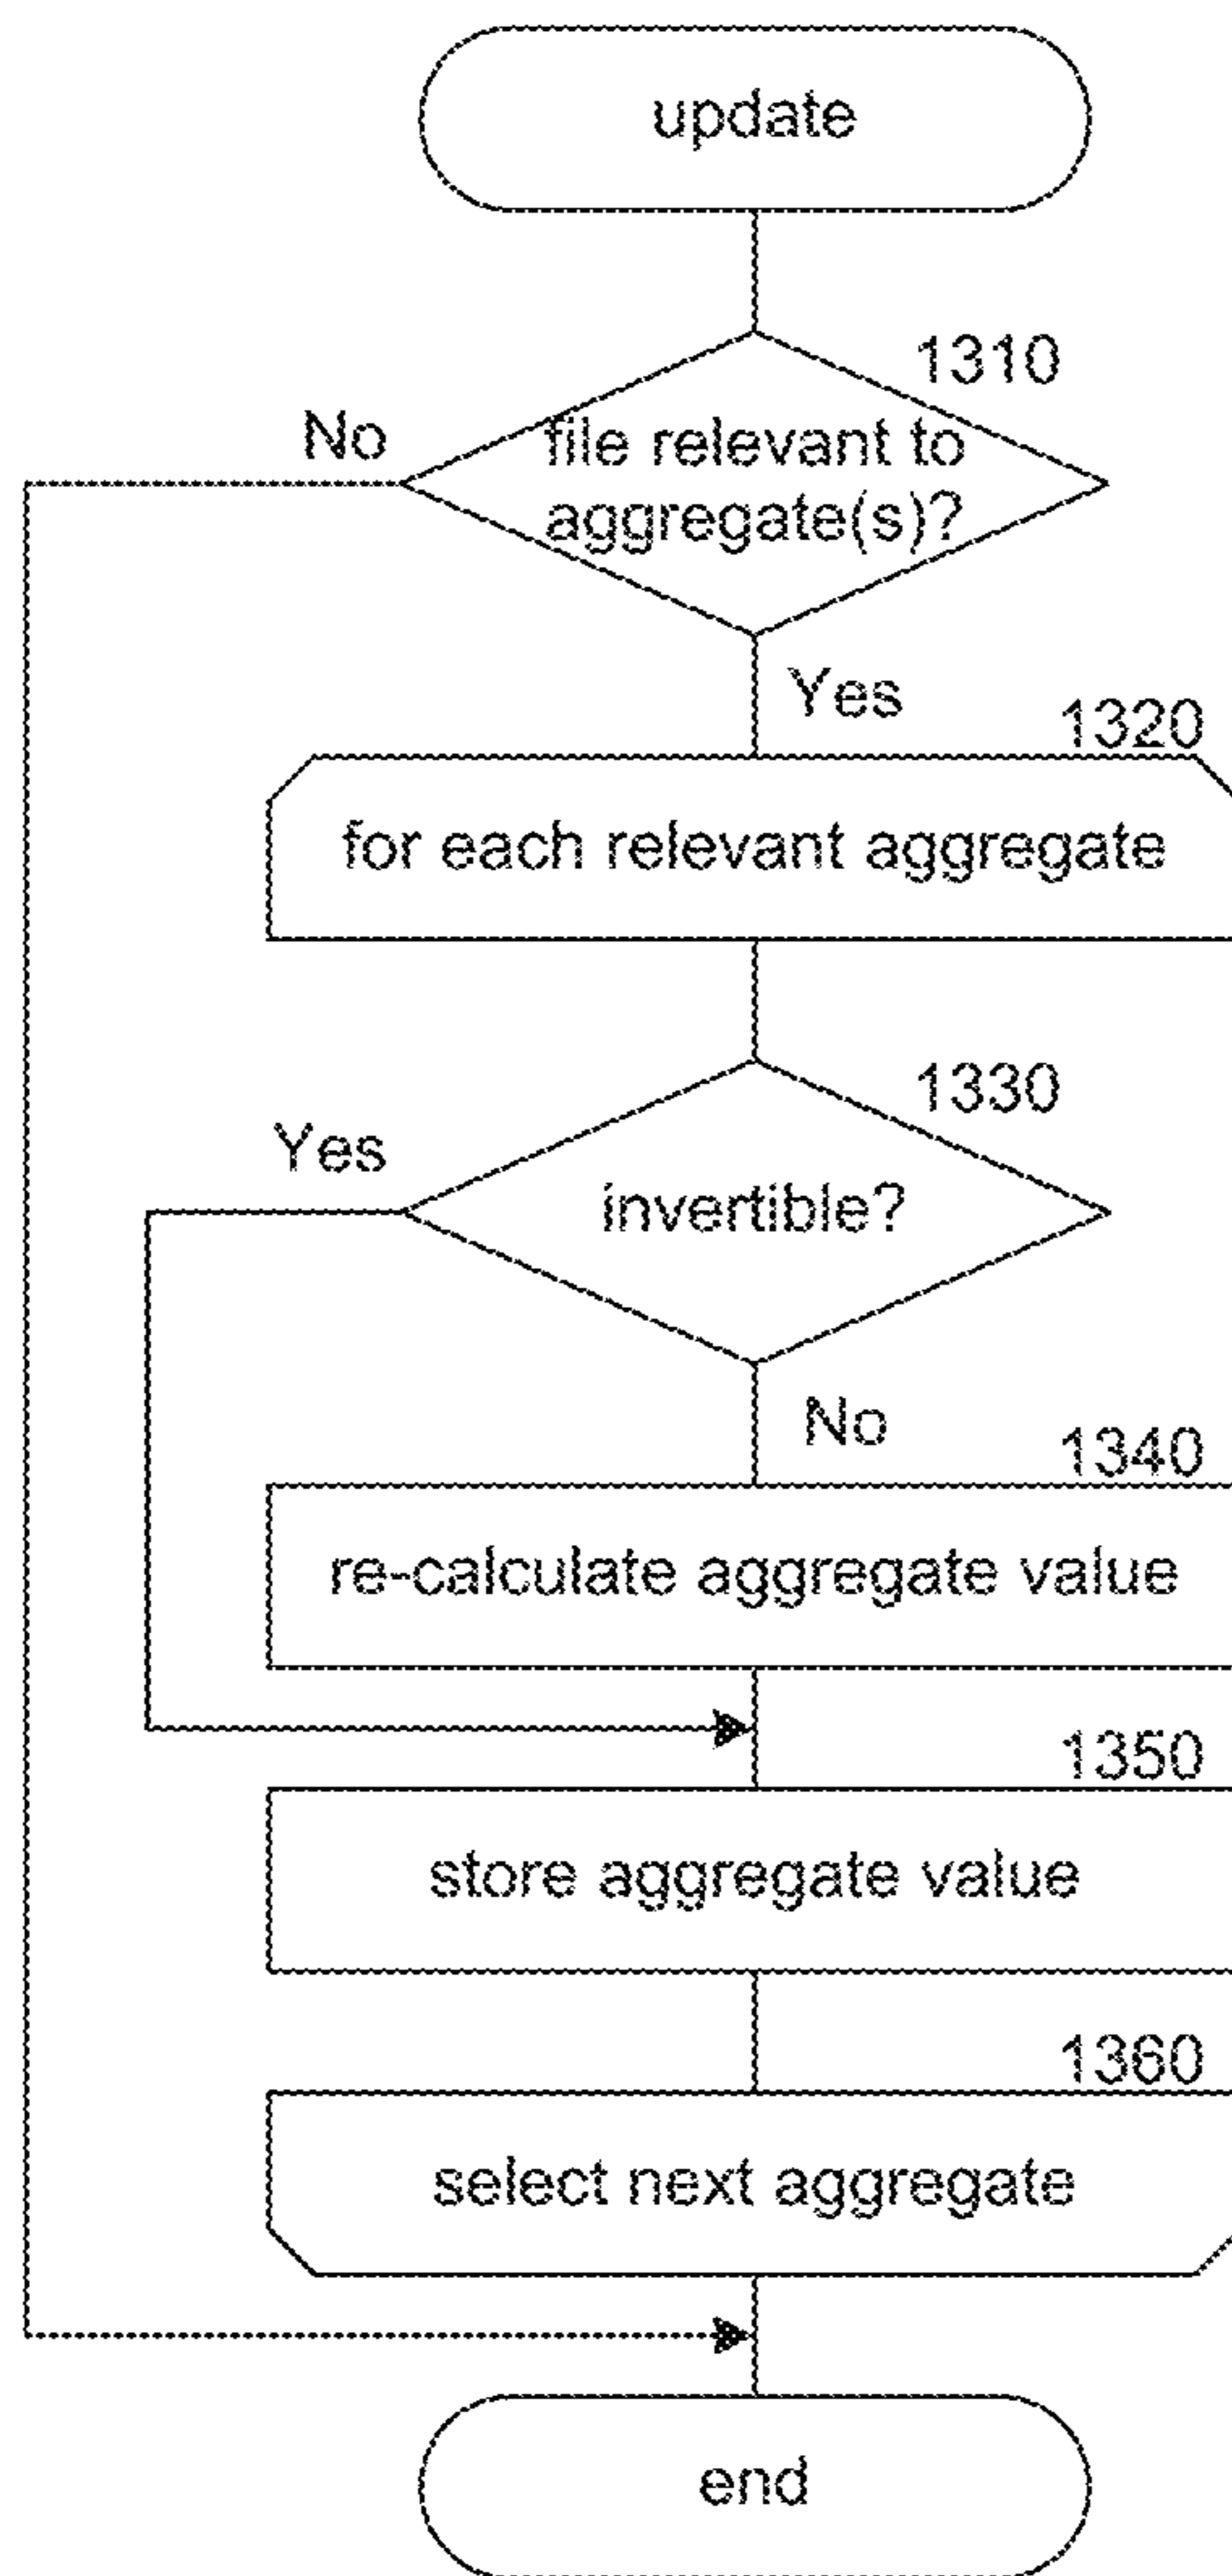 update
1310
No
file relevant to
aggregate(s)?
Yes
1320
for each relevant aggregate
1330
Yes
invertible?
No
1340
re-calculate aggregate value
1350
store aggregate value
1360
select next aggregate
end